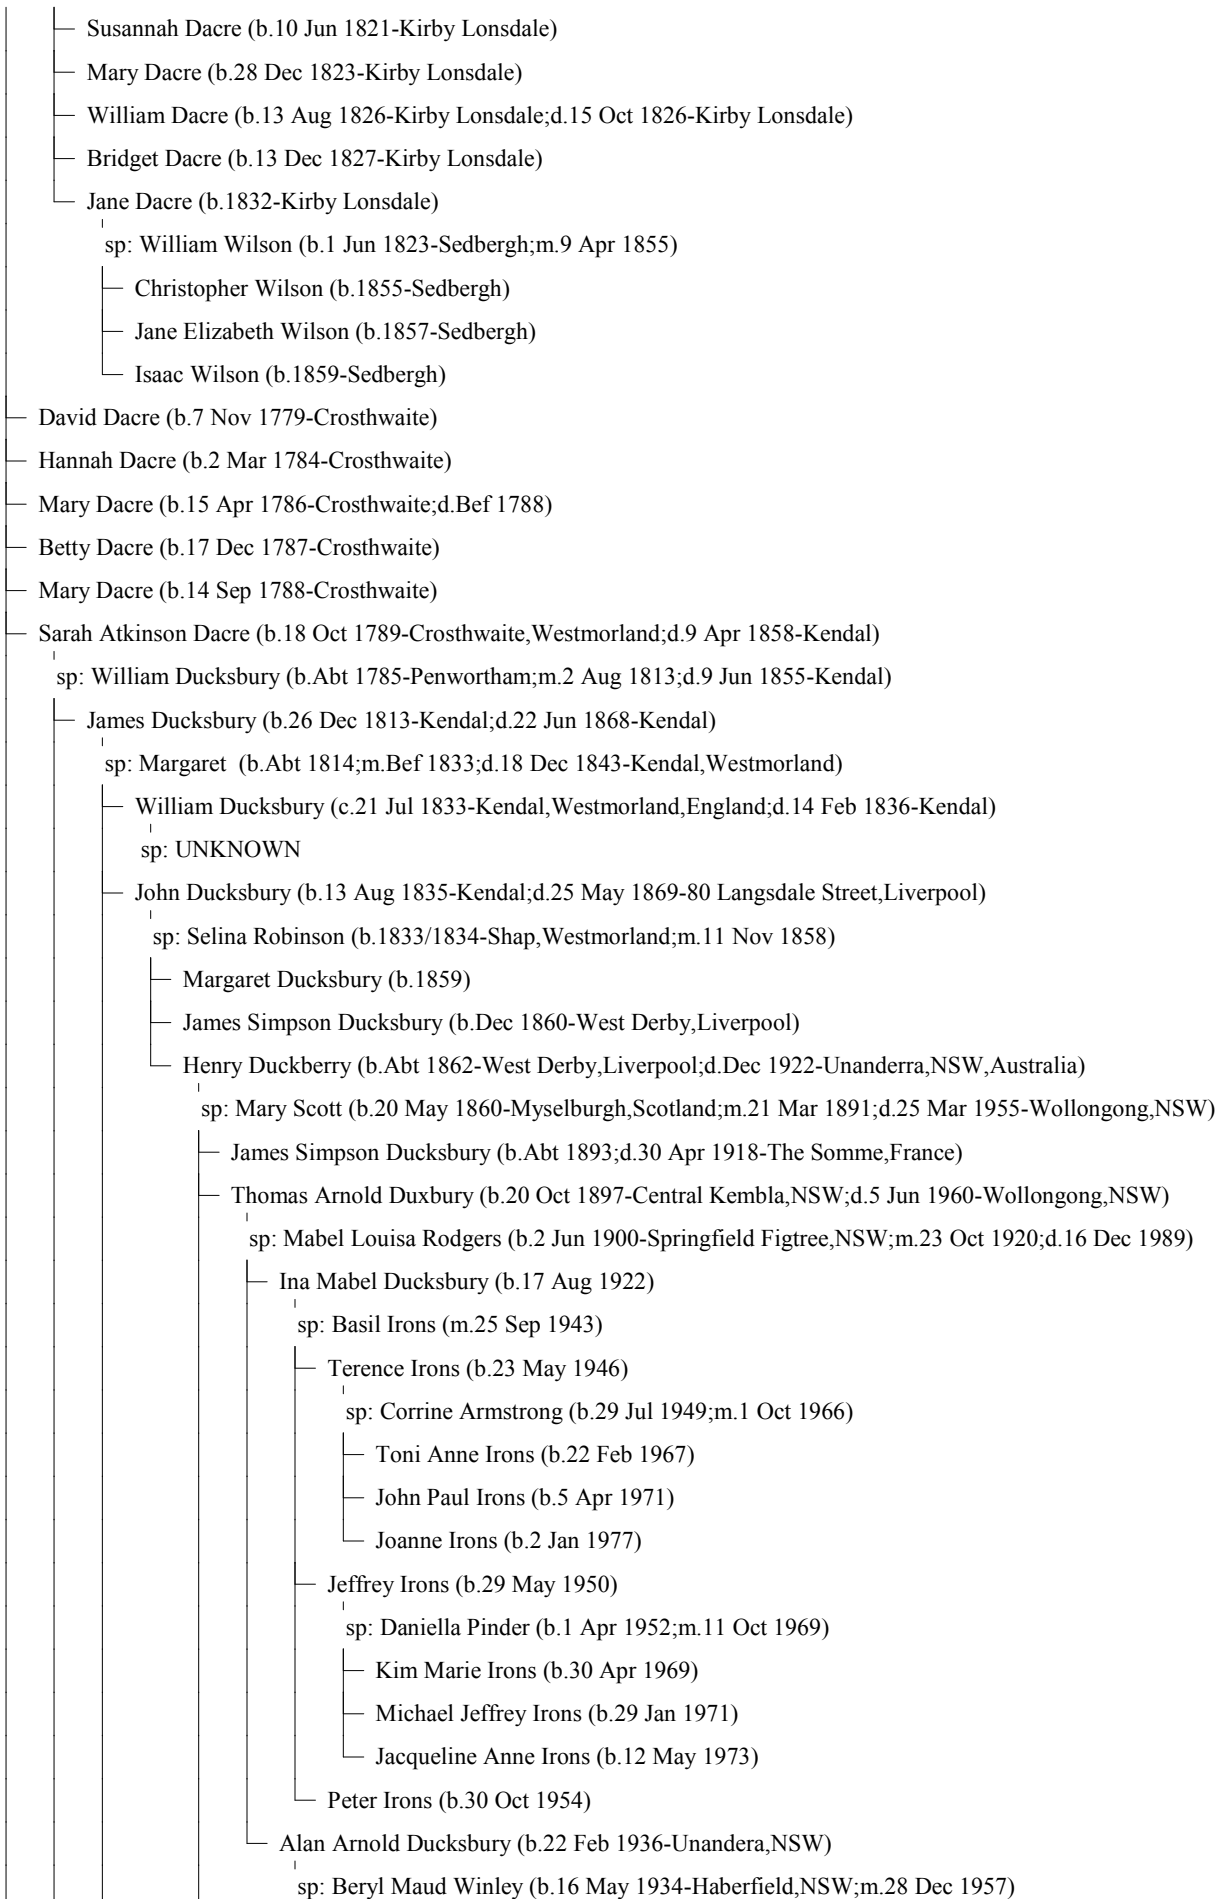 Susannah Dacre (b.10 Jun 1821-Kirby Lonsdale)
Mary Dacre (b.28 Dec 1823-Kirby Lonsdale)
William Dacre (b.13 Aug 1826-Kirby Lonsdale;d.15 Oct 1826-Kirby Lonsdale)
Bridget Dacre (b.13 Dec 1827-Kirby Lonsdale)
Jane Dacre (b.1832-Kirby Lonsdale)
sp: William Wilson (b.1 Jun 1823-Sedbergh;m.9 Apr 1855)
Christopher Wilson (b.1855-Sedbergh)
Jane Elizabeth Wilson (b.1857-Sedbergh)
Isaac Wilson (b.1859-Sedbergh)
David Dacre (b.7 Nov 1779-Crosthwaite)
Hannah Dacre (b.2 Mar 1784-Crosthwaite)
Mary Dacre (b.15 Apr 1786-Crosthwaite;d.Bef 1788)
Betty Dacre (b.17 Dec 1787-Crosthwaite)
Mary Dacre (b.14 Sep 1788-Crosthwaite)
Sarah Atkinson Dacre (b.18 Oct 1789-Crosthwaite,Westmorland;d.9 Apr 1858-Kendal)
sp: William Ducksbury (b.Abt 1785-Penwortham;m.2 Aug 1813;d.9 Jun 1855-Kendal)
James Ducksbury (b.26 Dec 1813-Kendal;d.22 Jun 1868-Kendal)
sp: Margaret (b.Abt 1814;m.Bef 1833;d.18 Dec 1843-Kendal,Westmorland)
William Ducksbury (c.21 Jul 1833-Kendal,Westmorland,England;d.14 Feb 1836-Kendal)
sp: UNKNOWN
John Ducksbury (b.13 Aug 1835-Kendal;d.25 May 1869-80 Langsdale Street,Liverpool)
sp: Selina Robinson (b.1833/1834-Shap,Westmorland;m.11 Nov 1858)
Margaret Ducksbury (b.1859)
James Simpson Ducksbury (b.Dec 1860-West Derby,Liverpool)
Henry Duckberry (b.Abt 1862-West Derby,Liverpool;d.Dec 1922-Unanderra,NSW,Australia)
sp: Mary Scott (b.20 May 1860-Myselburgh,Scotland;m.21 Mar 1891;d.25 Mar 1955-Wollongong,NSW)
James Simpson Ducksbury (b.Abt 1893;d.30 Apr 1918-The Somme,France)
Thomas Arnold Duxbury (b.20 Oct 1897-Central Kembla,NSW;d.5 Jun 1960-Wollongong,NSW)
sp: Mabel Louisa Rodgers (b.2 Jun 1900-Springfield Figtree,NSW;m.23 Oct 1920;d.16 Dec 1989)
Ina Mabel Ducksbury (b.17 Aug 1922)
sp: Basil Irons (m.25 Sep 1943)
Terence Irons (b.23 May 1946)
sp: Corrine Armstrong (b.29 Jul 1949;m.1 Oct 1966)
Toni Anne Irons (b.22 Feb 1967)
John Paul Irons (b.5 Apr 1971)
Joanne Irons (b.2 Jan 1977)
Jeffrey Irons (b.29 May 1950)
sp: Daniella Pinder (b.1 Apr 1952;m.11 Oct 1969)
Kim Marie Irons (b.30 Apr 1969)
Michael Jeffrey Irons (b.29 Jan 1971)
Jacqueline Anne Irons (b.12 May 1973)
Peter Irons (b.30 Oct 1954)
Alan Arnold Ducksbury (b.22 Feb 1936-Unandera,NSW)
sp: Beryl Maud Winley (b.16 May 1934-Haberfield,NSW;m.28 Dec 1957)